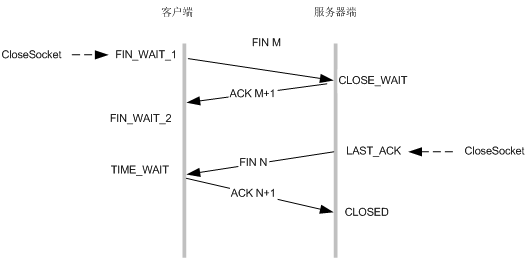 客户端 服务器端
FIN M
CloseSocket FIN_WAIT_1
CLOSE_WAIT
ACK M+1
FIN_WAIT_2
LAST_ACK CloseSocket
FIN N
TIME_WAIT
ACK N+1
CLOSED